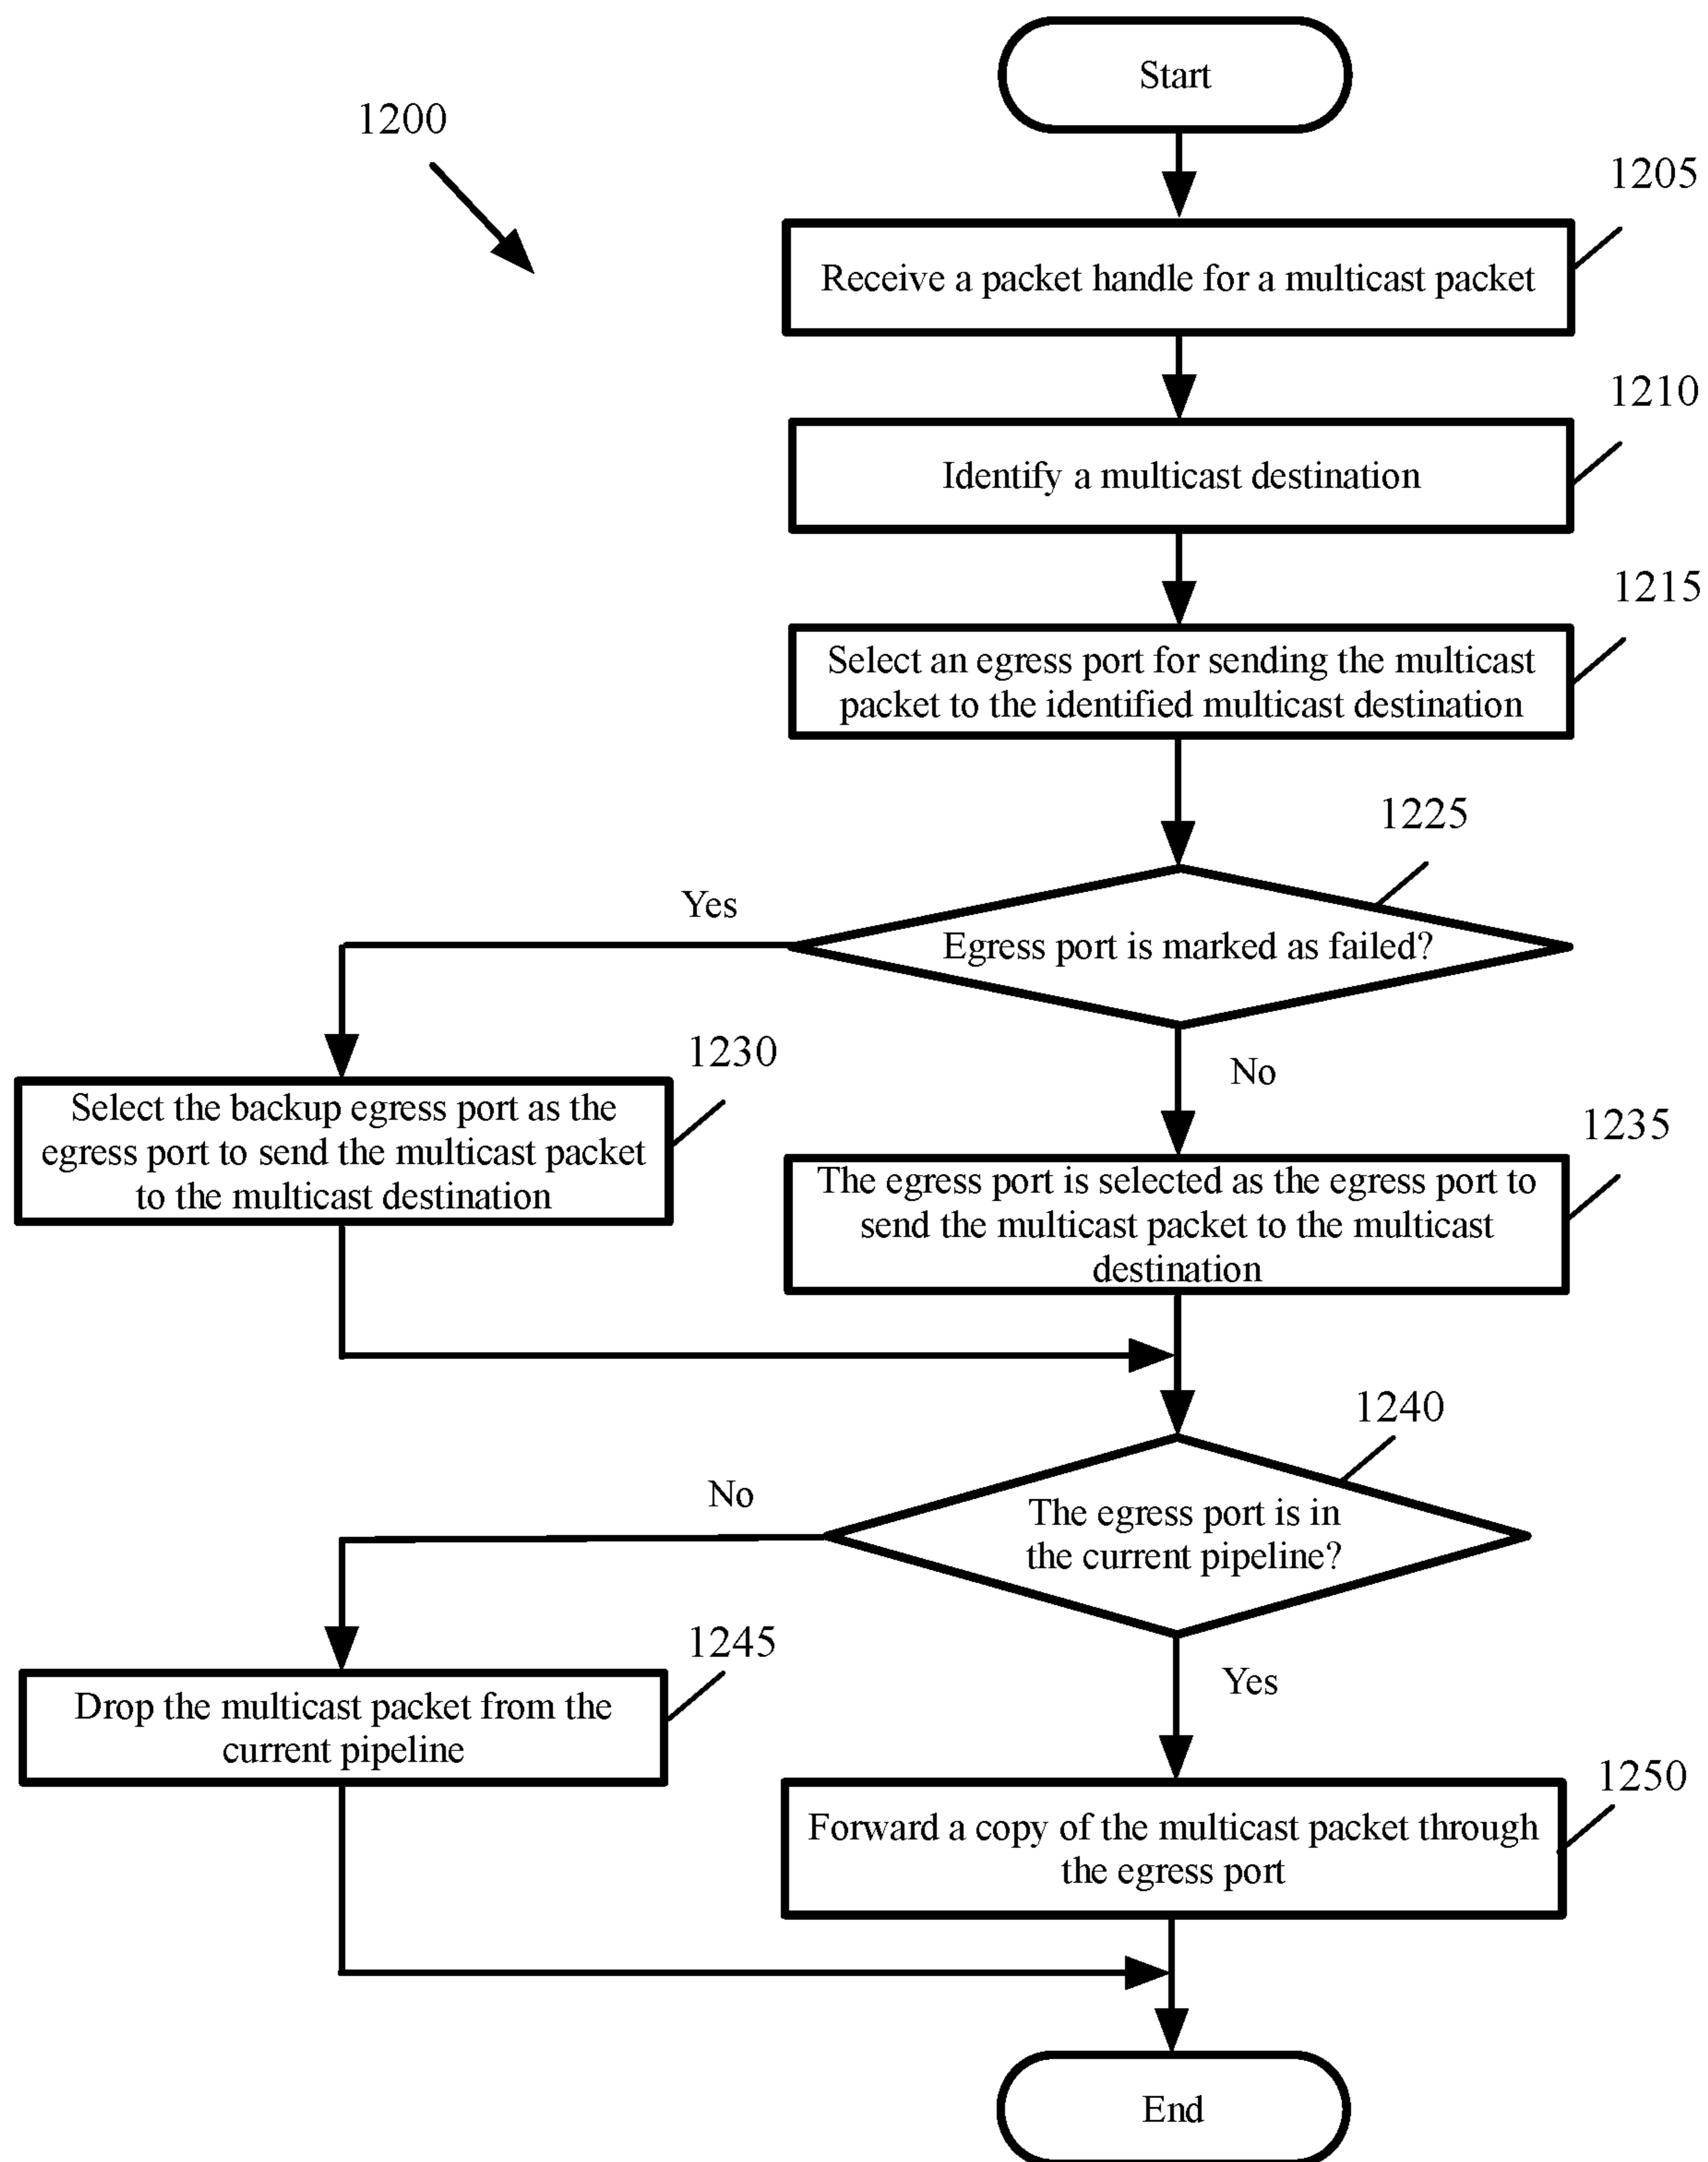 Start
1200
1205
Receive a packet handle for a multicast packet
1210
Identify a multicast destination
1215
Select an egress port for sending the multicast
packet to the identified multicast destination
1225
Yes
Egress port is marked as failed?
1230
No
Select the backup egress port as the
egress port to send the multicast packet
to the multicast destination
1235
The egress port is selected as the egress port to
send the multicast packet to the multicast
destination
1240
No
The egress port is in
the current pipeline?
1245
Yes
Drop the multicast packet from the
current pipeline
1250
Forward a copy of the multicast packet through
the egress port
End